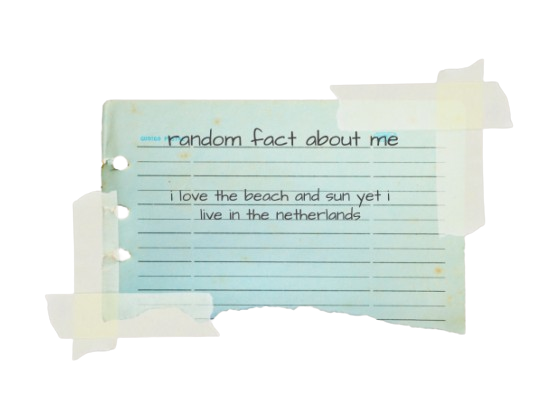 random fact about me
i love the beach and sun yet i
live in the netherlands